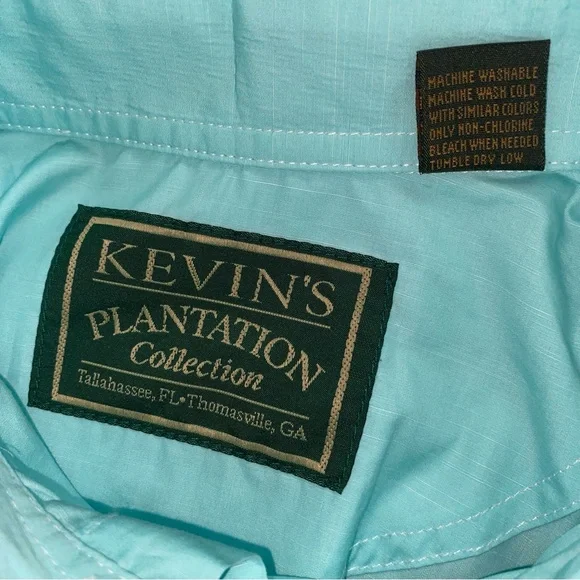 MACHINE WASHABLE
MACHINE WASH COLD
WITH SIMILAR COLORS
ONLY NON-CHLORINE
BLEACH WHEN NEEDED
TUMBLE DRY LOW
KEVIN'S
PLANTATION
Collection
Tallahassee, FL•Thomasville, GA